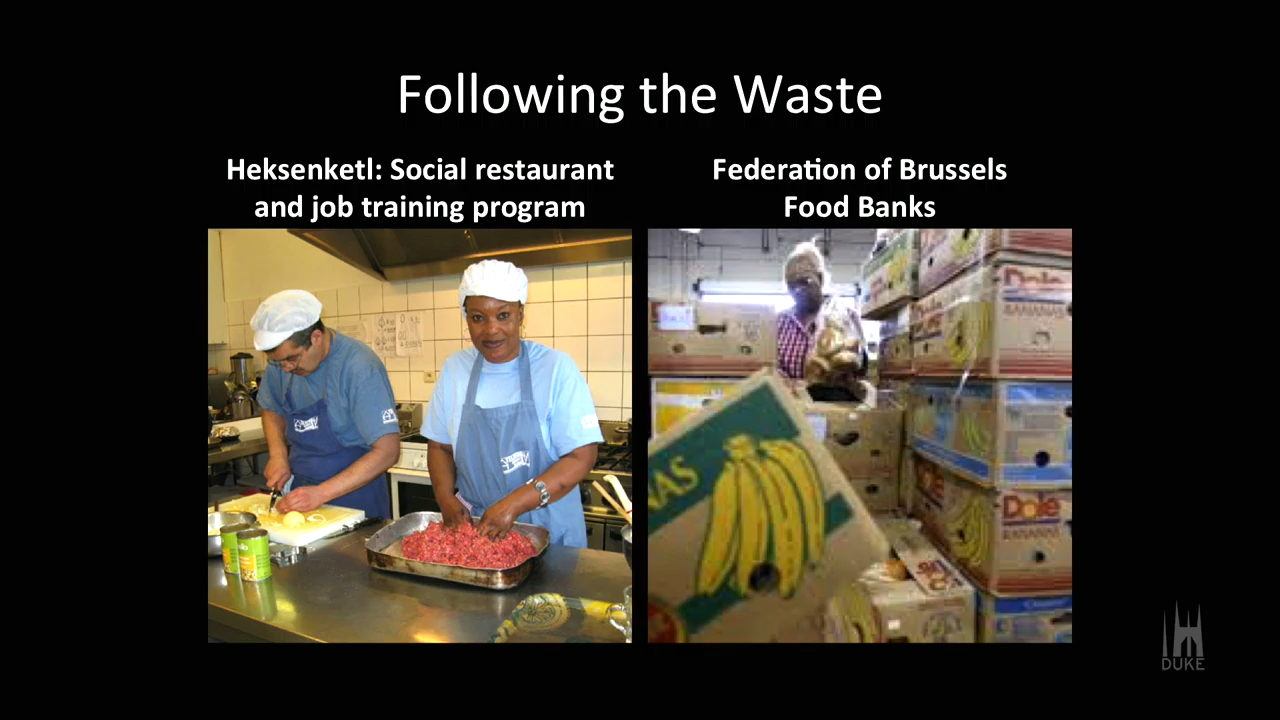 Following the Waste
Heksenketl: Social restaurant
and job training program
Federation of Brussels
Food Banks
Dole
BANANAS
Dole
BANANAS
NAS
DUKE